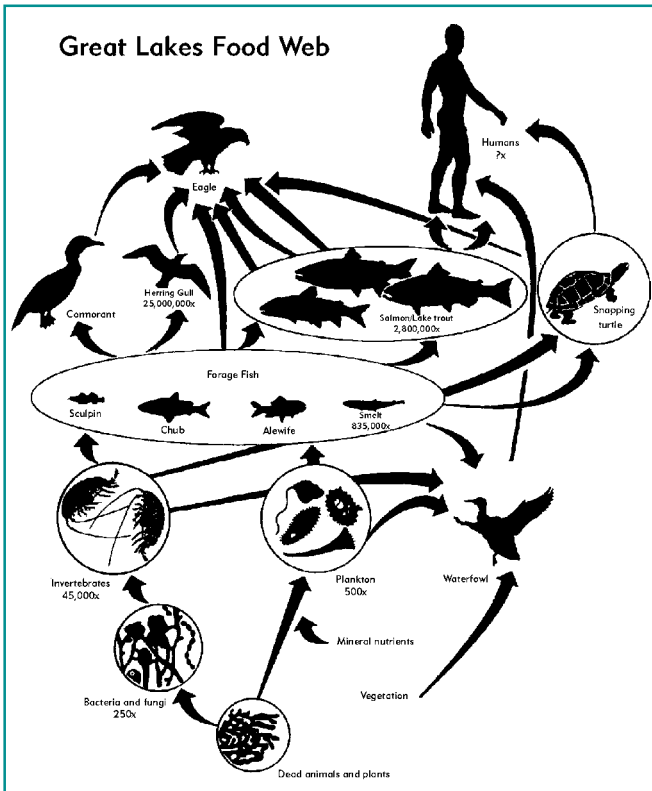 Great Lakes Food Web
Humans
?x
Eagle
Herring Gull
25,000,000x
Cormorant
Salmon/Lake trout
2,800,000x
Snapping
turtle
Forage Fish
Sculpin
Chub
Alewife
Smelt
835,000x
Invertebrates
45,000x
Plankton
500x
Waterfowl
Mineral nutrients
Vegetation
Bacteria and fungi
250x
Dead animals and plants